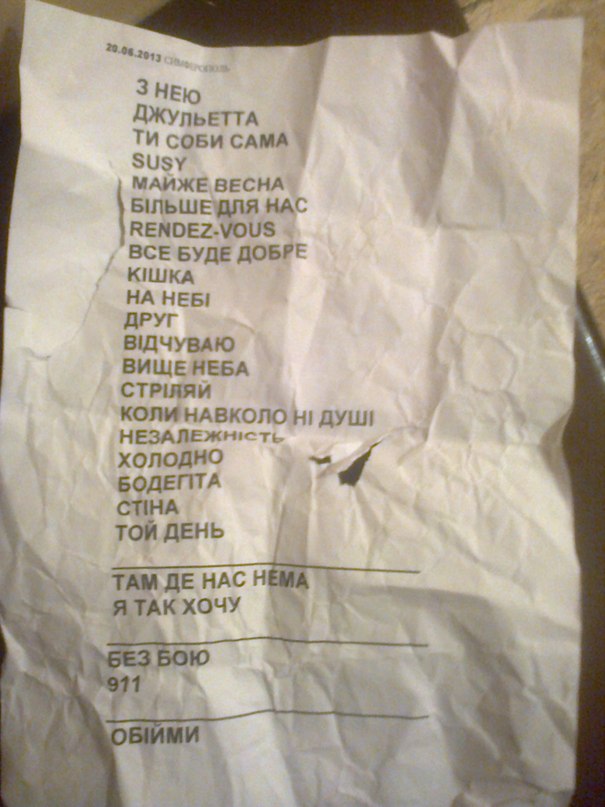 20.06.2013 СИМФЕРОПОЛЬ
З НЕЮ
ДЖУЛЬЕТТА
ТИ СОБИ САМА
SUSY
МАЙЖЕ ВЕСНА
БІЛЬШЕ ДЛЯ НАС
RENDEZ-VOUS
ВСЕ БУДЕ ДОБРЕ
КІШКА
НА НЕБІ
ДРУГ
ВІДЧУВАЮ
ВИЩЕ НЕБА
СТРІЛЯЙ
КОЛИ НАВКОЛО НІ ДУШІ
НЕЗАЛЕЖНІСТЬ
ХОЛОДНО
БОДЕГІТА
СТІНА
ТОЙ ДЕНЬ
ТАМ ДЕ НАС НЕМА
Я ТАК ХОЧУ
БЕЗ БОЮ
911
ОБІЙМИ